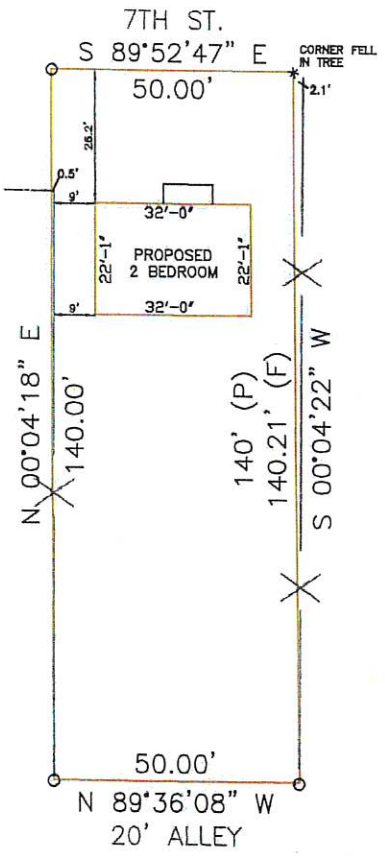 7TH ST.
S 89°52'47" E
CORNER FELL
IN TREE
50.00'
2.1'
25.2'
0.5'
9'
32'-0"
22'-1"
PROPOSED
2 BEDROOM
22'-1"
9'
32'-0"
N 00°04'18" E
140.00'
140' (P)
140.21' (F)
S 00°04'22" W
50.00'
N 89°36'08" W
20' ALLEY